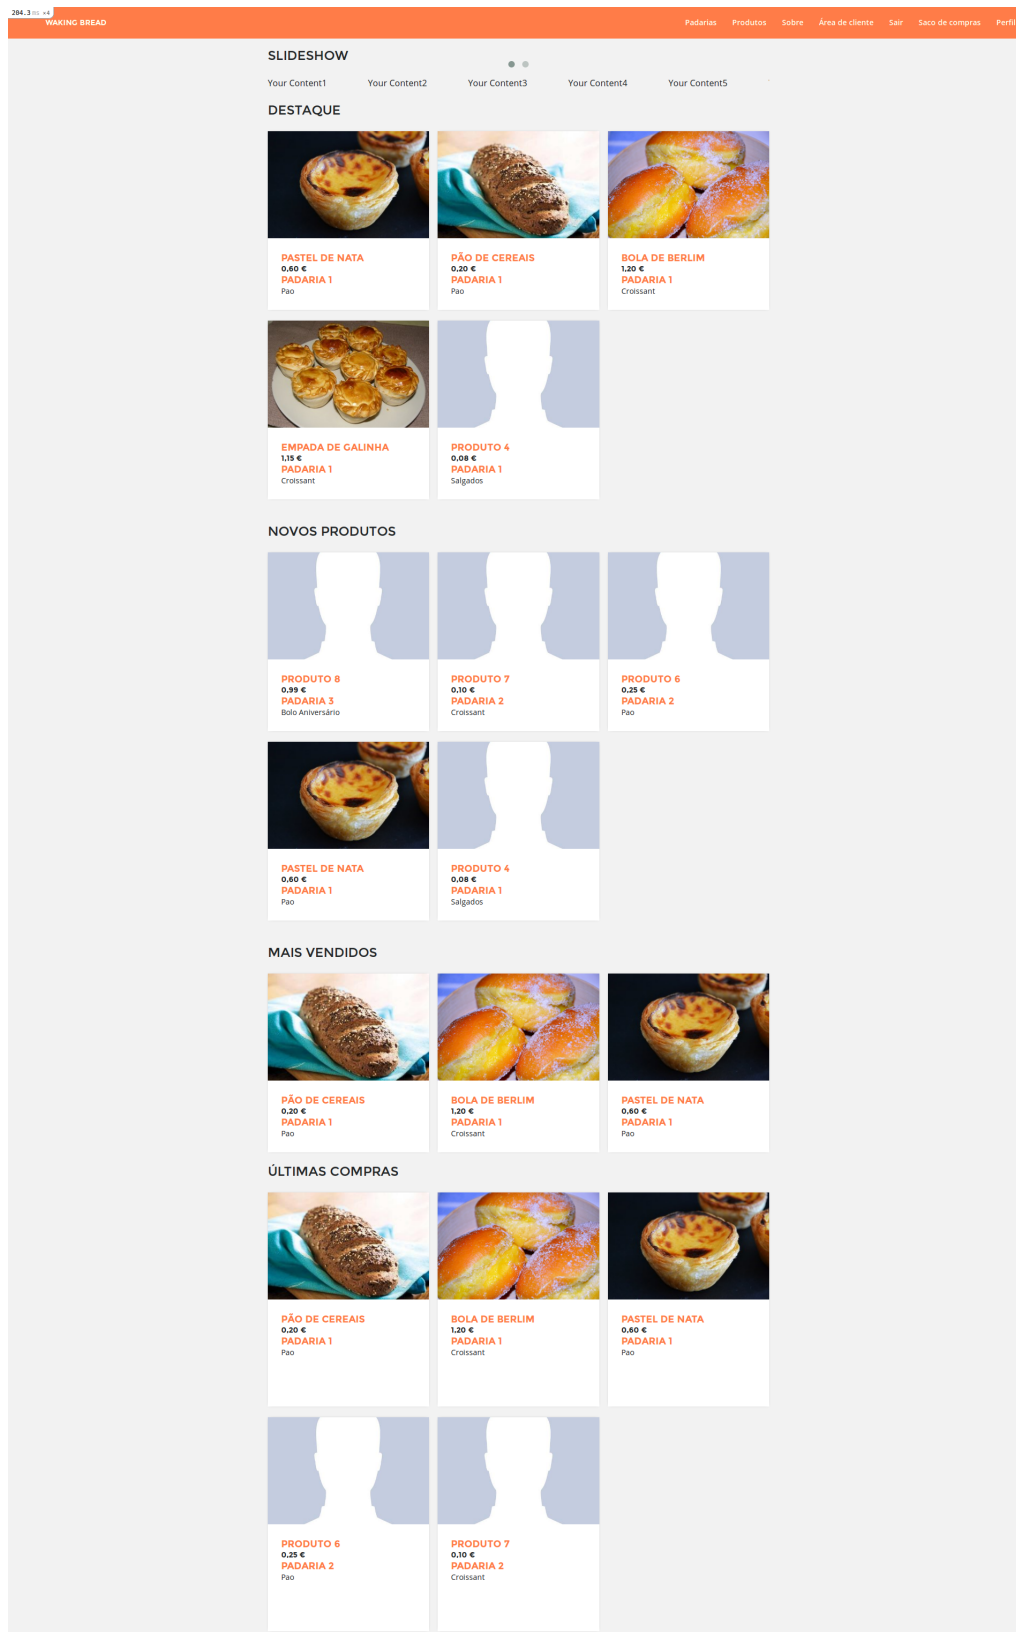 204.3 ms ×4
WAKING BREAD
Padarias Produtos Sobre Área de cliente Sair Saco de compras Perfil
SLIDESHOW
Your Content1 Your Content2 Your Content3 Your Content4 Your Content5
DESTAQUE
PASTEL DE NATA
0,60 €
PADARIA 1
Pao
PÃO DE CEREAIS
0,20 €
PADARIA 1
Pao
BOLA DE BERLIM
1,20 €
PADARIA 1
Croissant
EMPADA DE GALINHA
1,15 €
PADARIA 1
Croissant
PRODUTO 4
0,08 €
PADARIA 1
Salgados
NOVOS PRODUTOS
PRODUTO 8
0,99 €
PADARIA 3
Bolo Aniversário
PRODUTO 7
0,10 €
PADARIA 2
Croissant
PRODUTO 6
0,25 €
PADARIA 2
Pao
PASTEL DE NATA
0,60 €
PADARIA 1
Pao
PRODUTO 4
0,08 €
PADARIA 1
Salgados
MAIS VENDIDOS
PÃO DE CEREAIS
0,20 €
PADARIA 1
Pao
BOLA DE BERLIM
1,20 €
PADARIA 1
Croissant
PASTEL DE NATA
0,60 €
PADARIA 1
Pao
ÚLTIMAS COMPRAS
PÃO DE CEREAIS
0,20 €
PADARIA 1
Pao
BOLA DE BERLIM
1,20 €
PADARIA 1
Croissant
PASTEL DE NATA
0,60 €
PADARIA 1
Pao
PRODUTO 6
0,25 €
PADARIA 2
Pao
PRODUTO 7
0,10 €
PADARIA 2
Croissant